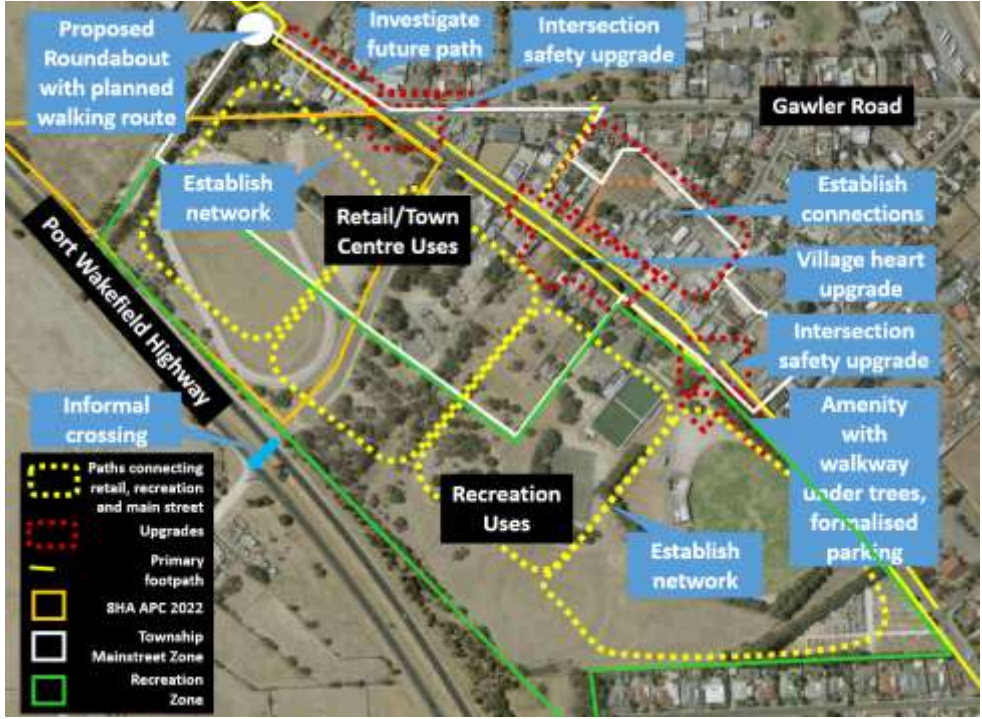 Proposed
Roundabout
with planned
walking route
Investigate
future path
Intersection
safety upgrade
Gawler Road
Establish
network
Retail/Town
Centre Uses
Establish
connections
Village heart
upgrade
Port Wakefield Highway
Intersection
safety upgrade
Informal
crossing
Amenity
with
walkway
under trees,
formalised
parking
Recreation
Uses
Establish
network
Paths connecting
retail, recreation
and main street
Upgrades
Primary
footpath
8HA APC 2022
Township
Mainstreet Zone
Recreation
Zone